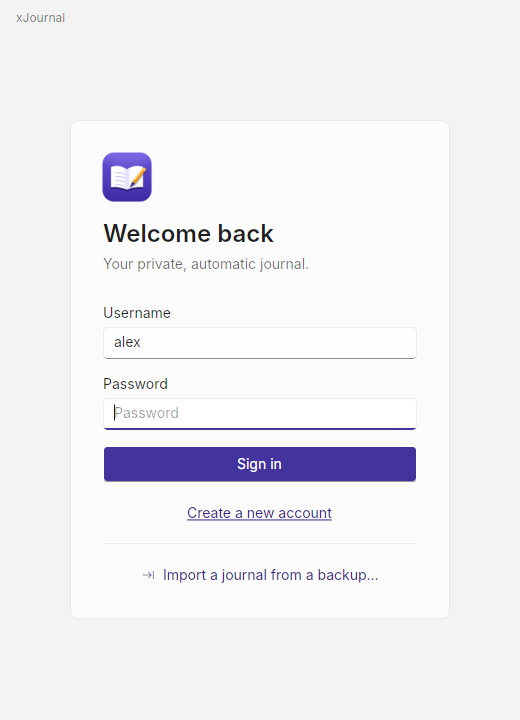 xJournal
Welcome back
Your private, automatic journal.
Username
alex
Password
Password
Sign in
Create a new account
Import a journal from a backup...